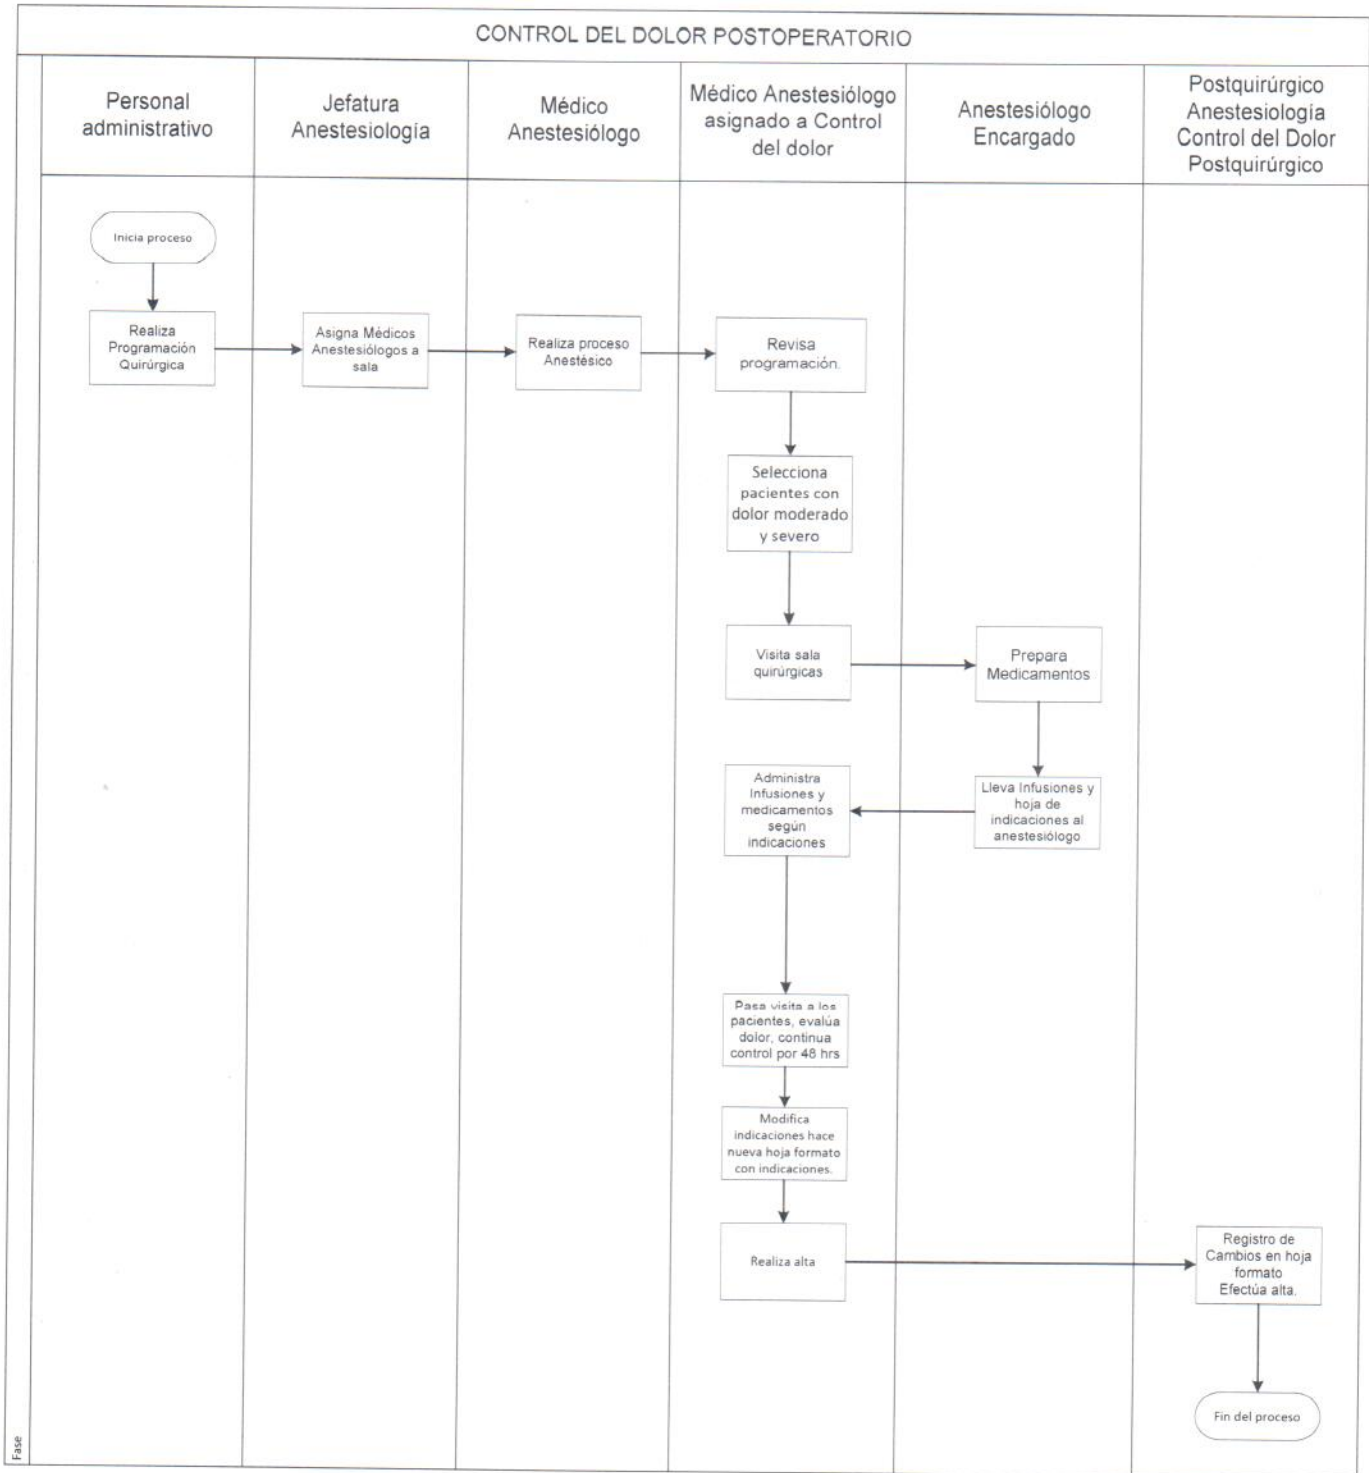 CONTROL DEL DOLOR POSTOPERATORIO
Personal
administrativo
Jefatura
Anestesiología
Médico
Anestesiólogo
Médico Anestesiólogo
asignado a Control
del dolor
Anestesiólogo
Encargado
Postquirúrgico
Anestesiología
Control del Dolor
Postquirúrgico
Inicia proceso
Realiza
Programación
Quirúrgica
Asigna Médicos
Anestesiólogos a
sala
Realiza proceso
Anestésico
Revisa
programación.
Selecciona
pacientes con
dolor moderado
y severo
Visita sala
quirúrgicas
Prepara
Medicamentos
Lleva Infusiones y
hoja de
indicaciones al
anestesiólogo
Administra
Infusiones y
medicamentos
según
indicaciones
Pasa visita a los
pacientes, evalúa
dolor, continua
control por 48 hrs
Modifica
indicaciones hace
nueva hoja formato
con indicaciones.
Realiza alta
Registro de
Cambios en hoja
formato
Efectúa alta.
Fin del proceso
Fase